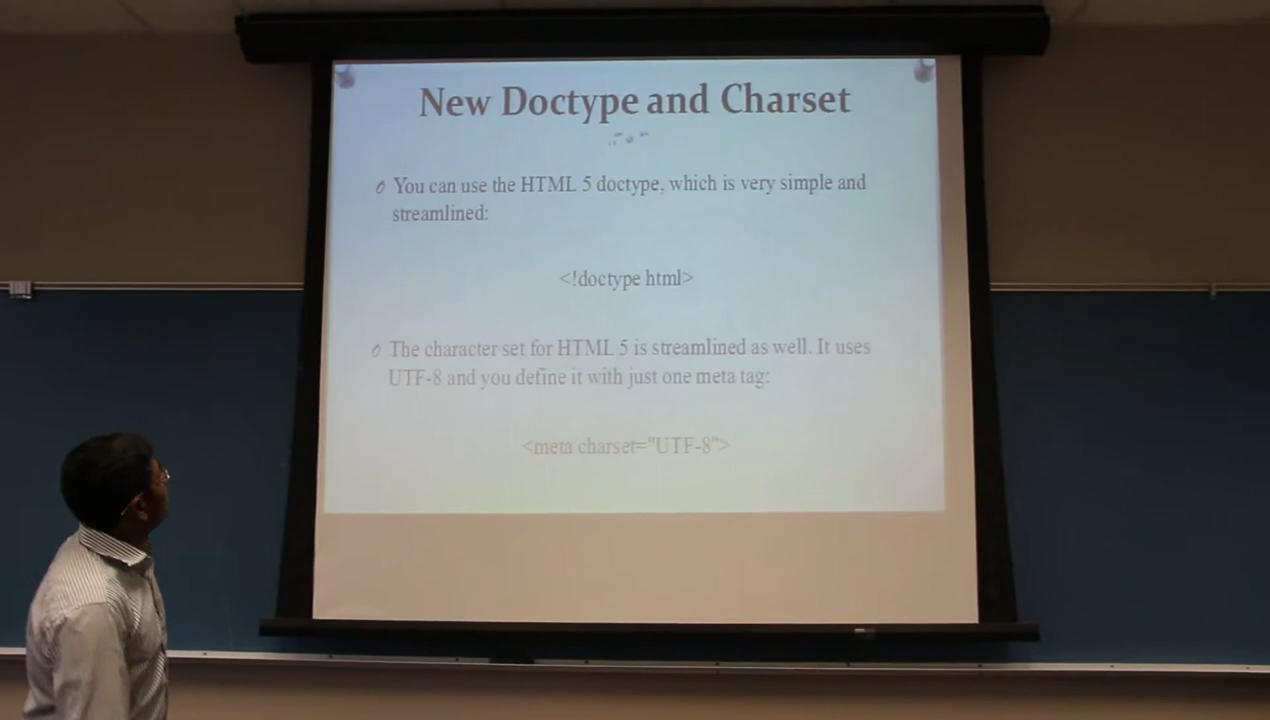 New Doctype and Charset
You can use the HTML 5 doctype, which is very simple and
streamlined:
<!doctype html>
The character set for HTML 5 is streamlined as well. It uses
UTF-8 and you define it with just one meta tag:
<meta charset="UTF-8">